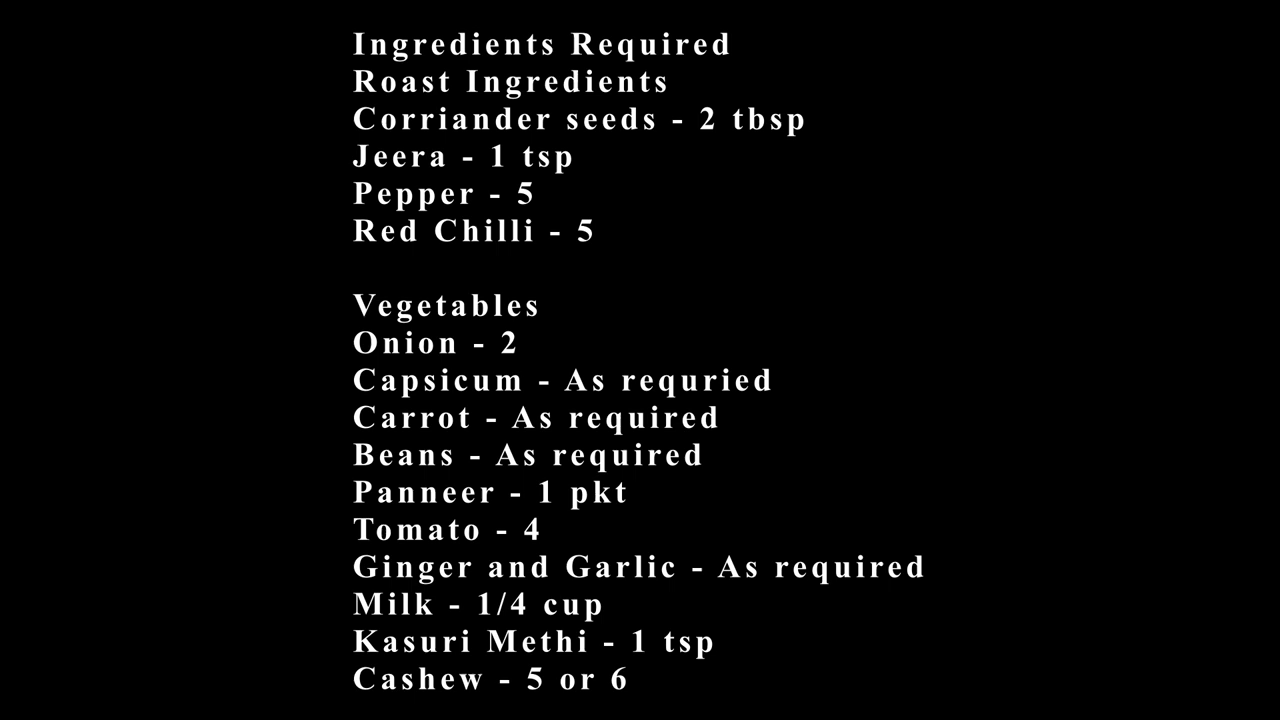 Ingredients Required
Roast Ingredients
Corriander seeds - 2 tbsp
Jeera - 1 tsp
Pepper - 5
Red Chilli - 5
Vegetables
Onion - 2
Capsicum - As requried
Carrot - As required
Beans - As required
Panneer - 1 pkt
Tomato - 4
Ginger and Garlic - As required
Milk - 1/4 cup
Kasuri Methi - 1 tsp
Cashew - 5 or 6